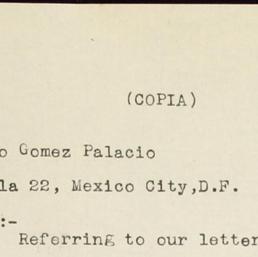 (COPIA)
o Gomez Palacio
la 22, Mexico City,D.F.
:-
Referring to our letter